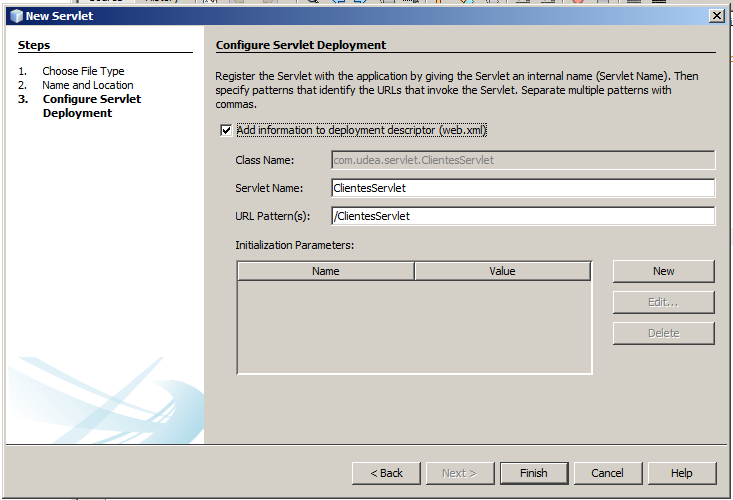 New Servlet
Steps
1. Choose File Type
2. Name and Location
3. Configure Servlet
Deployment
Configure Servlet Deployment
Register the Servlet with the application by giving the Servlet an internal name (Servlet Name). Then
specify patterns that identify the URLs that invoke the Servlet. Separate multiple patterns with
commas.
Add information to deployment descriptor (web.xml)
Class Name: com.udea.servlet.ClientesServlet
Servlet Name: ClientesServlet
URL Pattern(s): /ClientesServlet
Initialization Parameters:
Name Value
New
Edit...
Delete
< Back Next > Finish Cancel Help